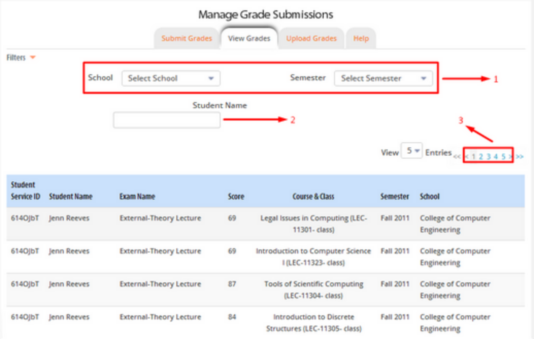 Manage Grade Submissions
Submit Grades View Grades Upload Grades Help
Filters
School Select School Semester Select Semester 1
Student Name
2
3
View 5 Entries << < 1 2 3 4 5 > >>
Student
Service ID Student Name Exam Name Score Course & Class Semester School
614OJbT Jenn Reeves External-Theory Lecture 69 Legal Issues in Computing (LEC- Fall 2011 College of Computer
11301- class) Engineering
614OJbT Jenn Reeves External-Theory Lecture 69 Introduction to Computer Science Fall 2011 College of Computer
I (LEC-11323- class) Engineering
614OJbT Jenn Reeves External-Theory Lecture 87 Tools of Scientific Computing Fall 2011 College of Computer
(LEC-11304- class) Engineering
614OJbT Jenn Reeves External-Theory Lecture 84 Introduction to Discrete Fall 2011 College of Computer
Structures (LEC-11305- class) Engineering